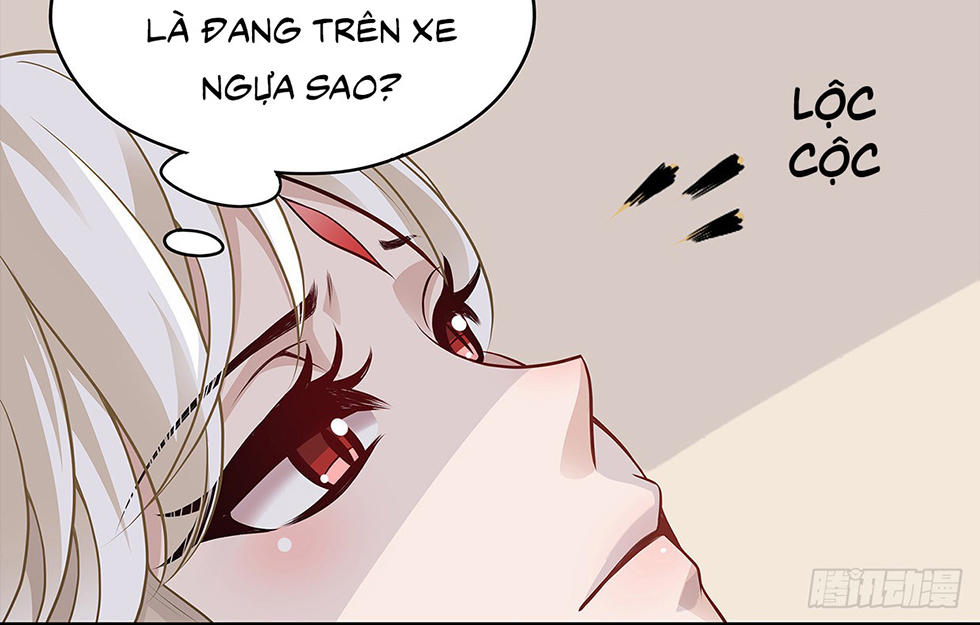 LÀ ĐANG TRÊN XE
NGỰA SAO?
LỘC
CỘC
腾讯动漫